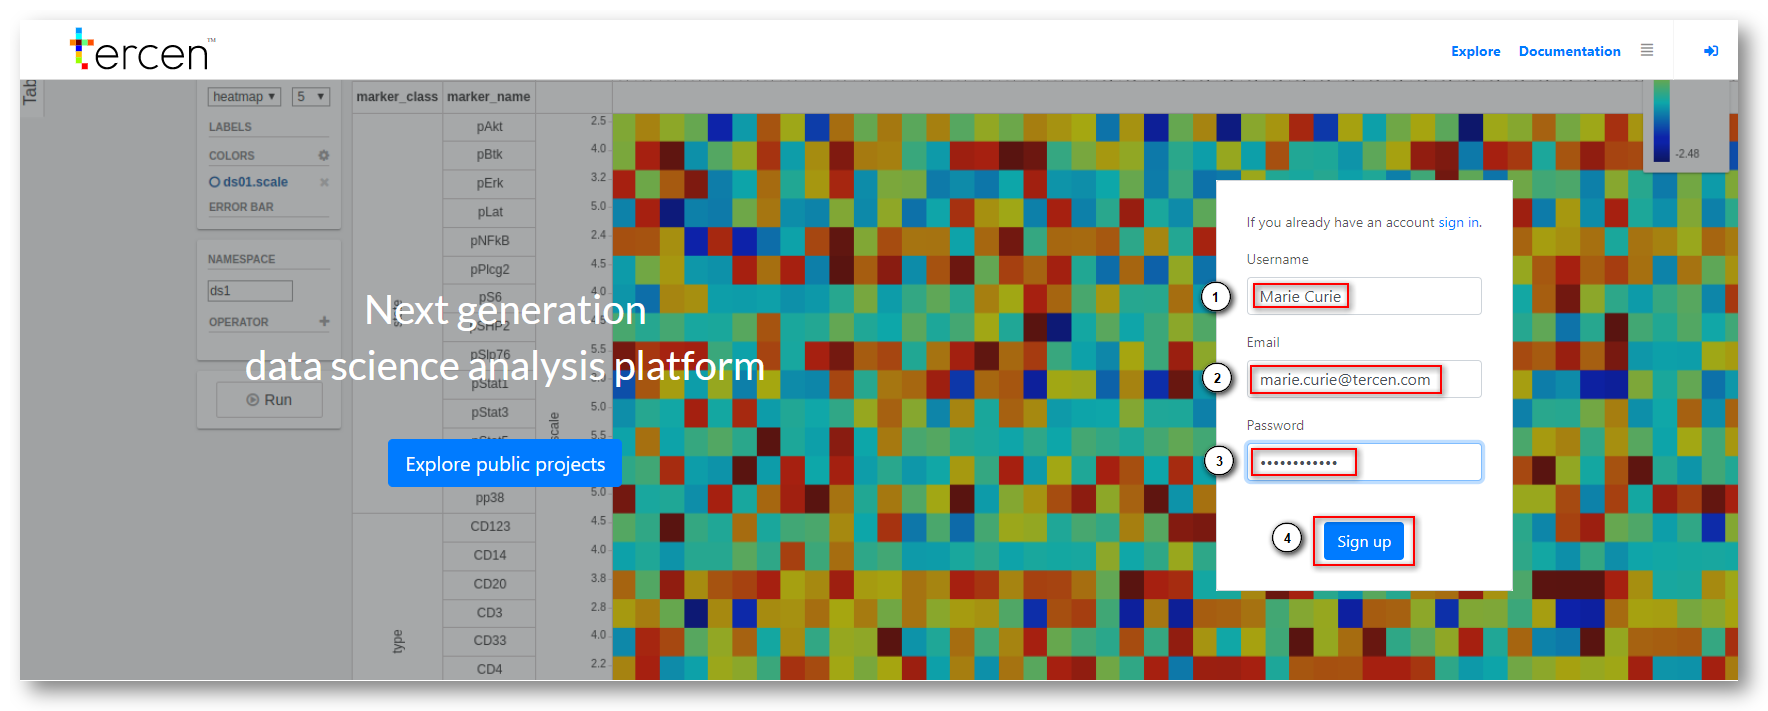 tercen™
Explore Documentation
Tab
heatmap 5
LABELS
COLORS
ds01.scale
ERROR BAR
NAMESPACE
ds1
OPERATOR
Run
marker_class marker_name
pAkt
pBtk
pErk
pLat
pNFkB
pPlcg2
pS6
pSHP2
pSlp76
pStat1
pStat3
pStat5
pp38
CD123
CD14
CD20
CD3
CD33
CD4
type
scale
2.5
4.0
3.2
5.0
2.4
4.5
4.0
5.5
5.0
5.5
5.0
4.5
4.0
3.8
2.8
4.0
2.2
-2.48
Next generation
data science analysis platform
Explore public projects
If you already have an account sign in.
Username
1 Marie Curie
Email
2 marie.curie@tercen.com
Password
3 ••••••••••••
4 Sign up